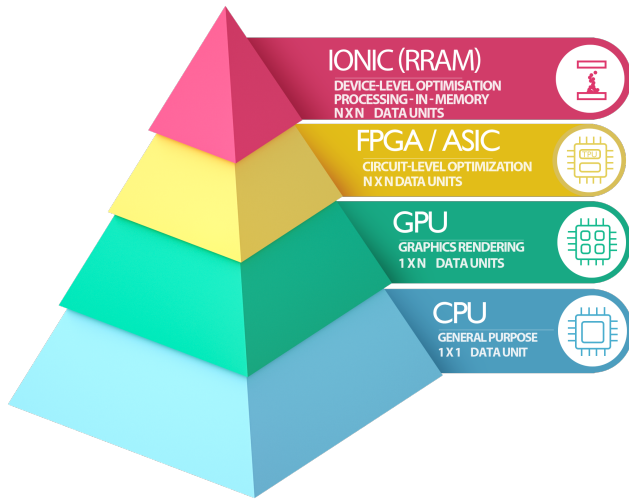 IONIC (RRAM)
DEVICE-LEVEL OPTIMISATION
PROCESSING - IN - MEMORY
N X N DATA UNITS
FPGA / ASIC
CIRCUIT-LEVEL OPTIMIZATION
N X N DATA UNITS
TPU
GPU
GRAPHICS RENDERING
1 X N DATA UNITS
CPU
GENERAL PURPOSE
1 X 1 DATA UNIT